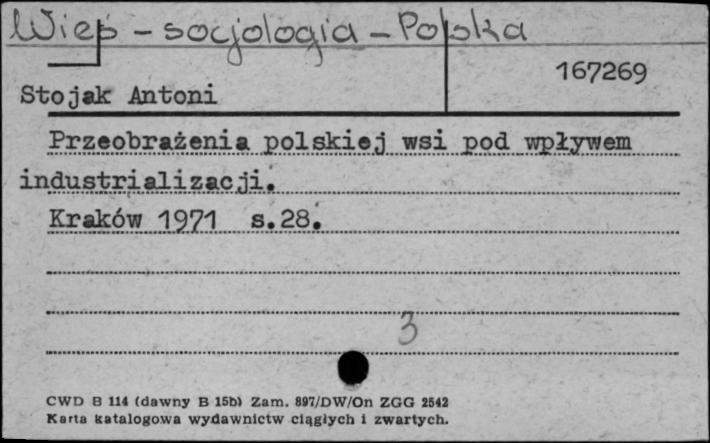 Wieś - socjologia - Polska
167269
Stojak Antoni
Przeobrażenia polskiej wsi pod wpływem
industrializacji.
Kraków 1971 s.28.
3
CWD B 114 (dawny B 15b) Zam. 897/DW/On ZGG 2542
Karta katalogowa wydawnictw ciągłych i zwartych.